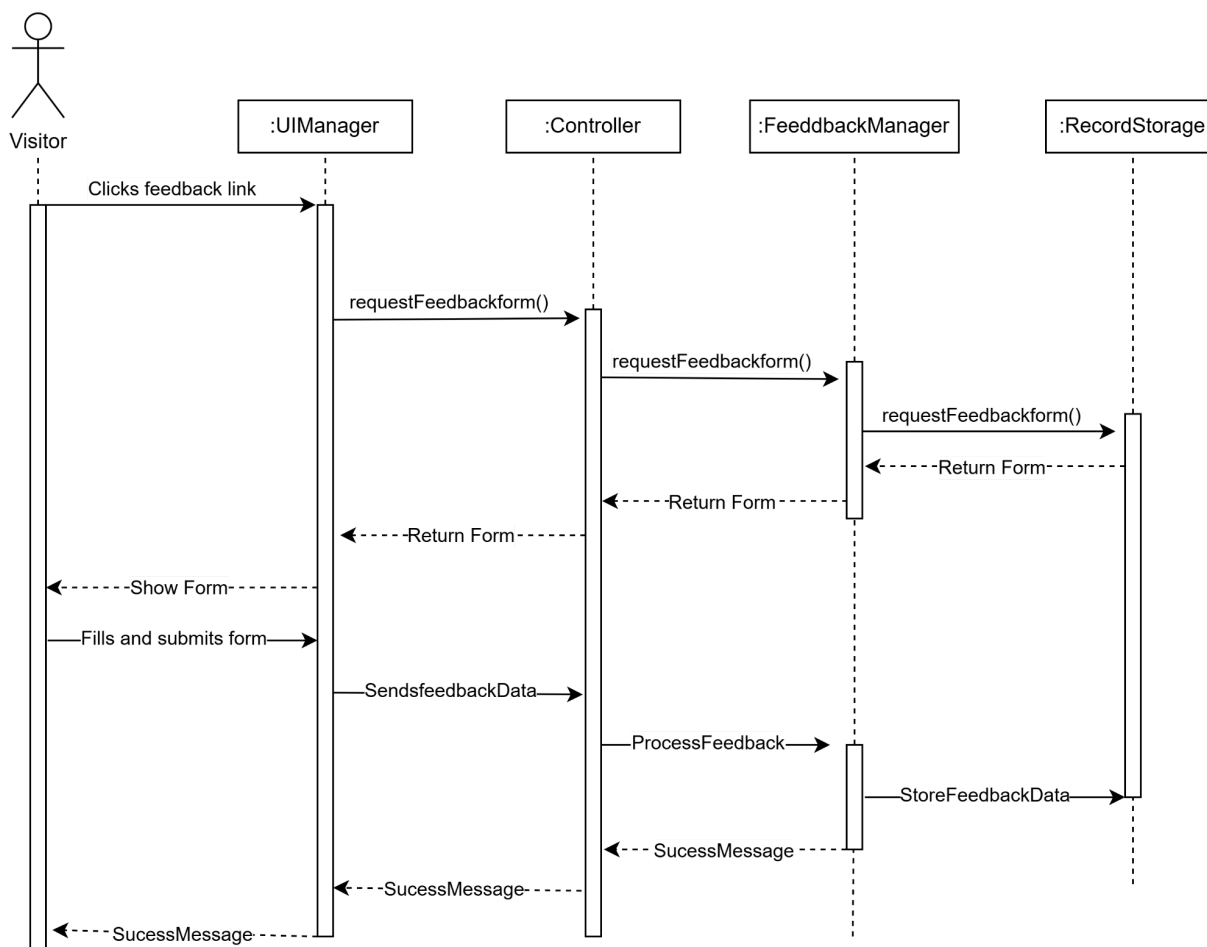 Visitor
:UIManager
:Controller
:FeeddbackManager
:RecordStorage
Clicks feedback link
requestFeedbackform()
requestFeedbackform()
requestFeedbackform()
Return Form
Return Form
Return Form
Show Form
Fills and submits form
SendsfeedbackData
ProcessFeedback
StoreFeedbackData
SucessMessage
SucessMessage
SucessMessage